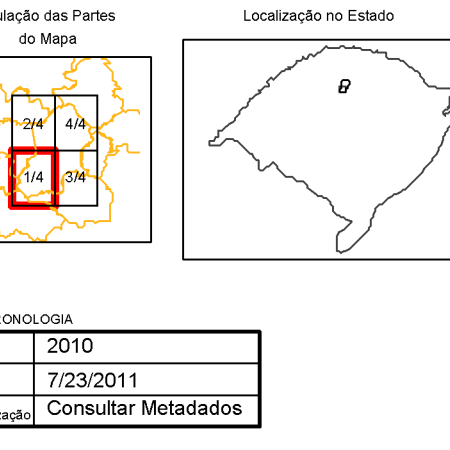 ulação das Partes
do Mapa
Localização no Estado
2/4 4/4
1/4 3/4
RONOLOGIA
2010
7/23/2011
zação Consultar Metadados